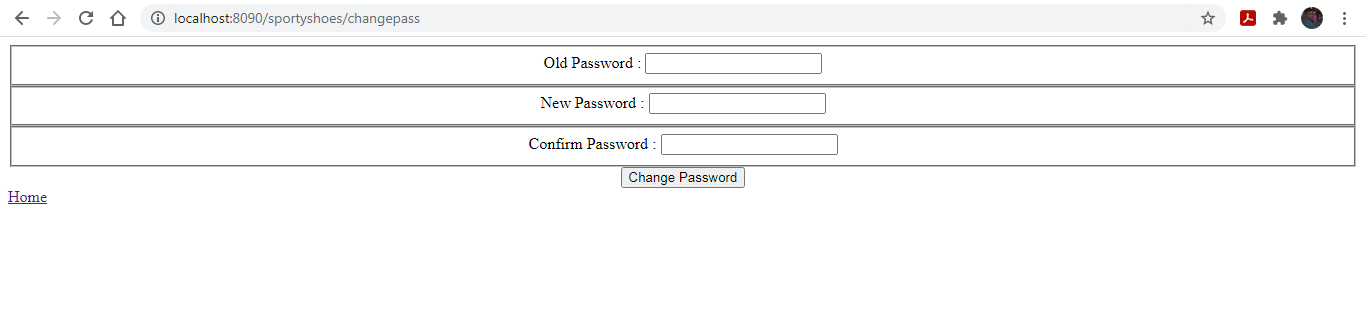 localhost:8090/sportyshoes/changepass
Old Password :
New Password :
Confirm Password :
Change Password
Home